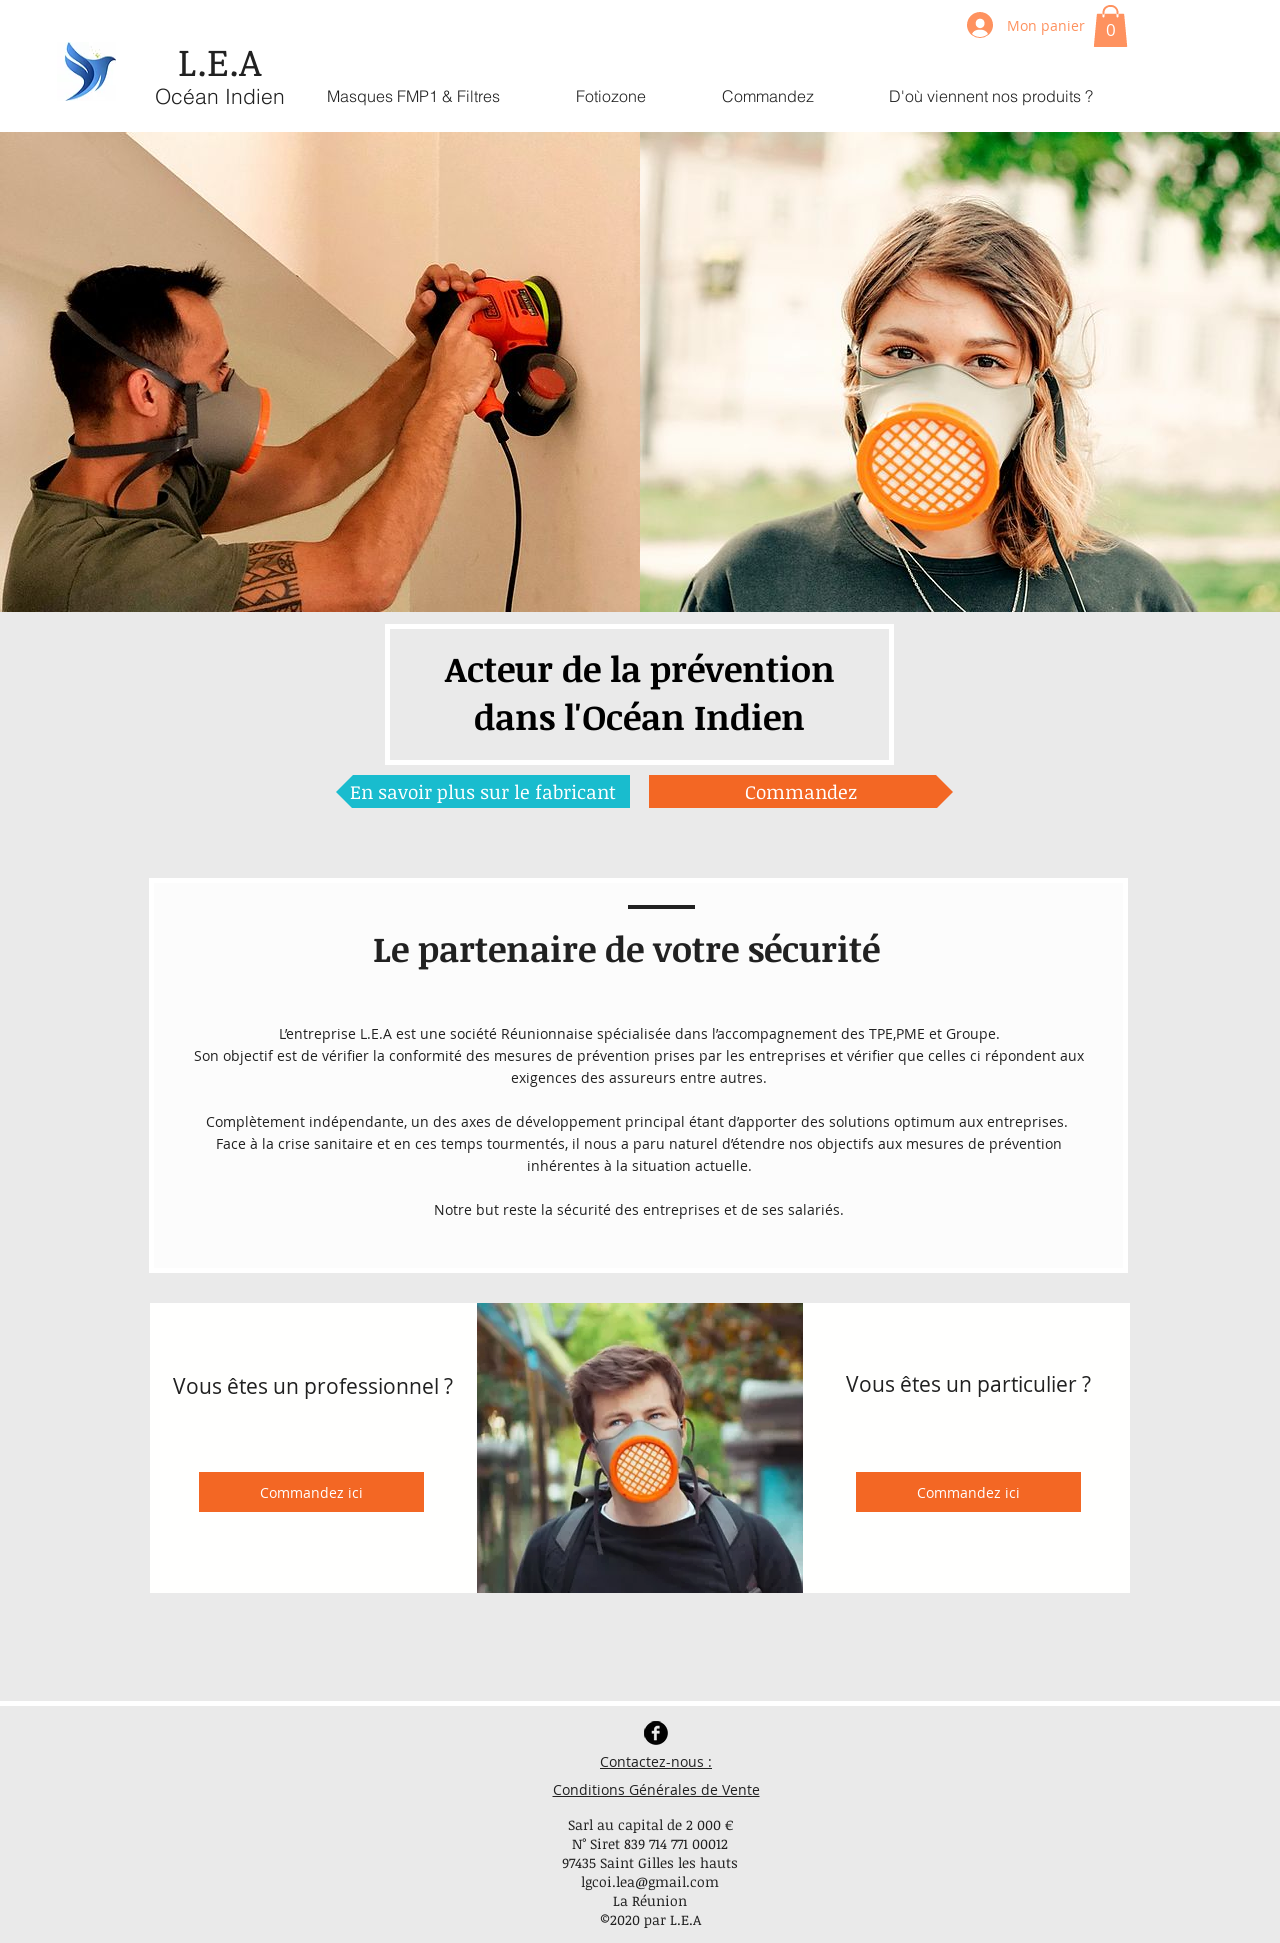 Mon panier
0
L.E.A
Océan Indien
Masques FMP1 & Filtres
Fotiozone
Commandez
D'où viennent nos produits ?
Acteur de la prévention
dans l'Océan Indien
En savoir plus sur le fabricant
Commandez
Le partenaire de votre sécurité
L’entreprise L.E.A est une société Réunionnaise spécialisée dans l’accompagnement des TPE,PME et Groupe.
Son objectif est de vérifier la conformité des mesures de prévention prises par les entreprises et vérifier que celles ci répondent aux
exigences des assureurs entre autres.
Complètement indépendante, un des axes de développement principal étant d’apporter des solutions optimum aux entreprises.
Face à la crise sanitaire et en ces temps tourmentés, il nous a paru naturel d’étendre nos objectifs aux mesures de prévention
inhérentes à la situation actuelle.
Notre but reste la sécurité des entreprises et de ses salariés.
Vous êtes un professionnel ?
Commandez ici
Vous êtes un particulier ?
Commandez ici
Contactez-nous :
Conditions Générales de Vente
Sarl au capital de 2 000 €
N° Siret 839 714 771 00012
97435 Saint Gilles les hauts
lgcoi.lea@gmail.com
La Réunion
©2020 par L.E.A